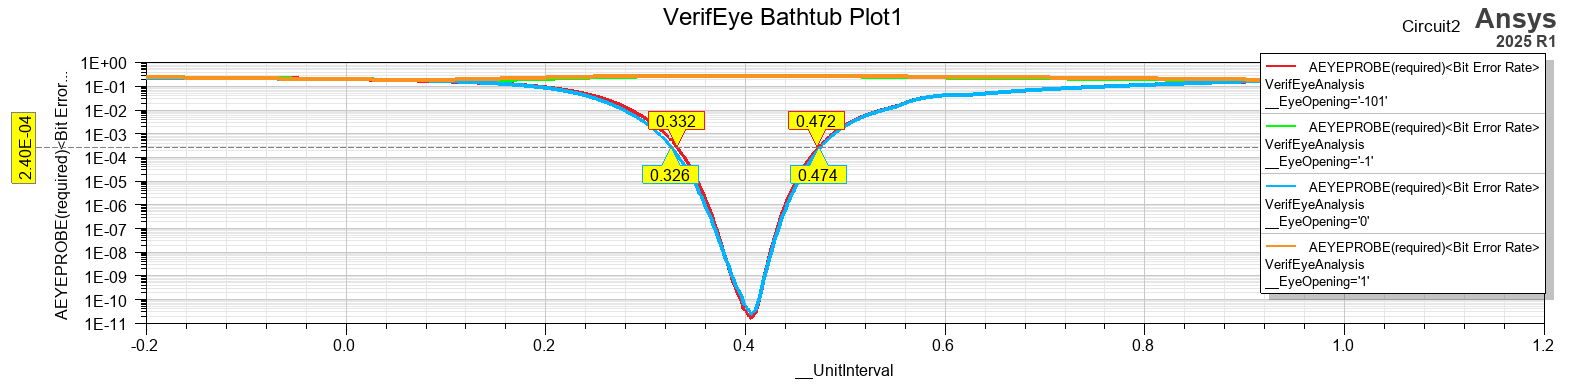 VerifEye Bathtub Plot1
Circuit2
Ansys
2025 R1
AEYEPROBE(required)<Bit Error Rate>
VerifEyeAnalysis
__EyeOpening='-101'
AEYEPROBE(required)<Bit Error Rate>
VerifEyeAnalysis
__EyeOpening='-1'
AEYEPROBE(required)<Bit Error Rate>
VerifEyeAnalysis
__EyeOpening='0'
AEYEPROBE(required)<Bit Error Rate>
VerifEyeAnalysis
__EyeOpening='1'
2.40E-04
AEYEPROBE(required)<Bit Error...
1E+00
1E-01
1E-02
1E-03
1E-04
1E-05
1E-06
1E-07
1E-08
1E-09
1E-10
1E-11
0.332
0.472
0.326
0.474
-0.2
0.0
0.2
0.4
0.6
0.8
1.0
1.2
__UnitInterval